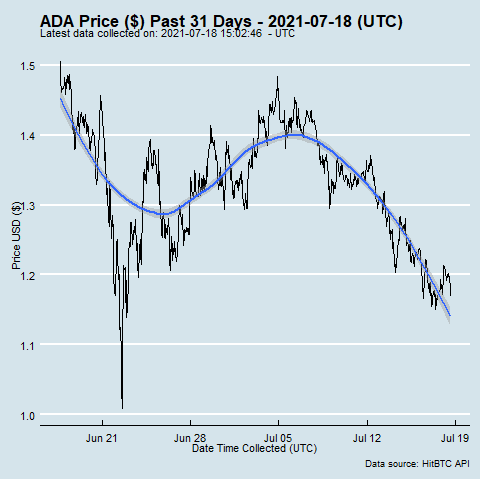 ADA Price ($) Past 31 Days - 2021-07-18 (UTC)
Latest data collected on: 2021-07-18 15:02:46 - UTC
1.5
1.4
1.3
1.2
1.1
1.0
Price USD ($)
Jun 21 Jun 28 Jul 05 Jul 12 Jul 19
Date Time Collected (UTC)
Data source: HitBTC API